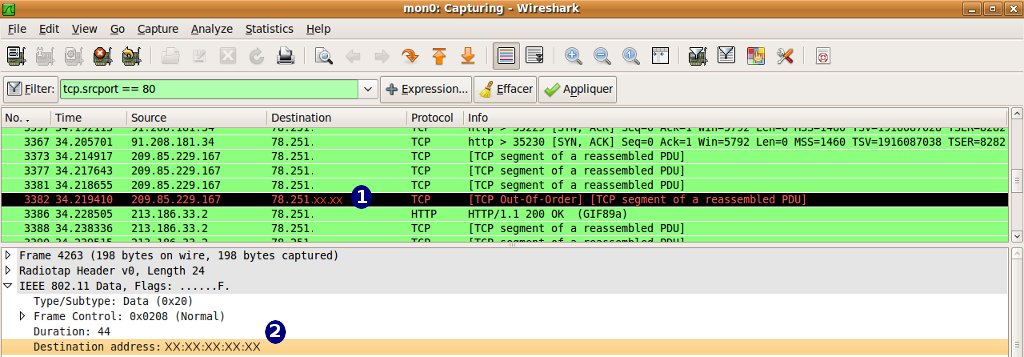 mon0: Capturing - Wireshark
File Edit View Go Capture Analyze Statistics Help
Filter: tcp.srcport == 80 Expression... Effacer Appliquer
No. . Time Source Destination Protocol Info
3367 34.205701 91.208.181.34 78.251. TCP http > 35230 [SYN, ACK] Seq=0 Ack=1 Win=5792 Len=0 MSS=1460 TSV=1916087038 TSER=8282
3373 34.214917 209.85.229.167 78.251. TCP [TCP segment of a reassembled PDU]
3377 34.217643 209.85.229.167 78.251. TCP [TCP segment of a reassembled PDU]
3381 34.218655 209.85.229.167 78.251. TCP [TCP segment of a reassembled PDU]
3382 34.219410 209.85.229.167 78.251.xx.xx 1 TCP [TCP Out-Of-Order] [TCP segment of a reassembled PDU]
3386 34.228505 213.186.33.2 78.251. HTTP HTTP/1.1 200 OK (GIF89a)
3388 34.238336 213.186.33.2 78.251. TCP [TCP segment of a reassembled PDU]
213.186.33.2 78.251. TCP [TCP segment of a reassembled PDU]
Frame 4263 (198 bytes on wire, 198 bytes captured)
Radiotap Header v0, Length 24
IEEE 802.11 Data, Flags: ......F.
Type/Subtype: Data (0x20)
Frame Control: 0x0208 (Normal)
Duration: 44 2
Destination address: XX:XX:XX:XX:XX